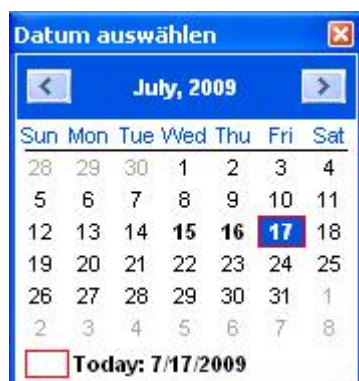 Datum auswählen
July, 2009
Sun Mon Tue Wed Thu Fri Sat
28 29 30 1 2 3 4
5 6 7 8 9 10 11
12 13 14 15 16 17 18
19 20 21 22 23 24 25
26 27 28 29 30 31 1
2 3 4 5 6 7 8
Today: 7/17/2009